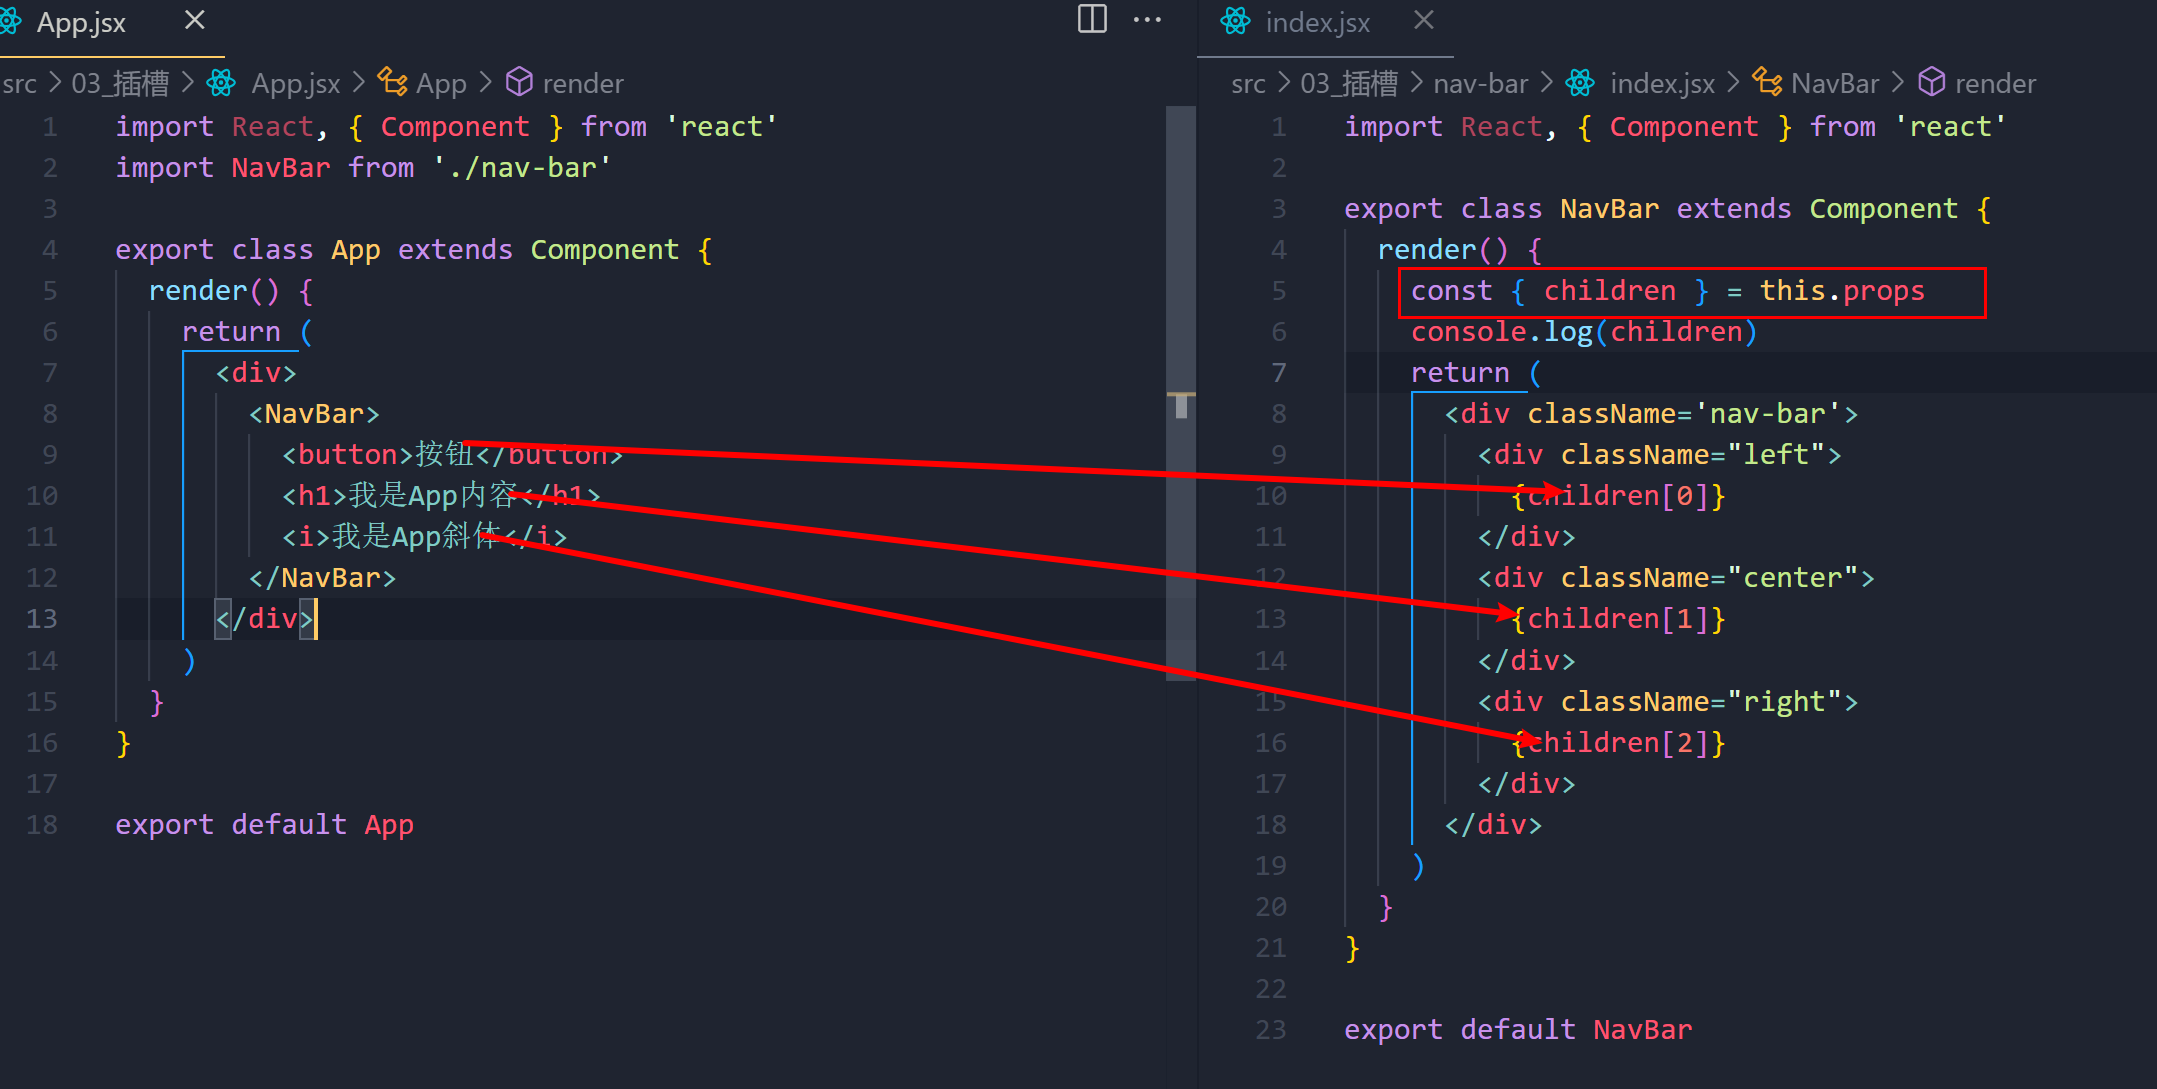 App.jsx
src > 03_插槽 > App.jsx > App > render
1 import React, { Component } from 'react'
2 import NavBar from './nav-bar'
3
4 export class App extends Component {
5   render() {
6     return (
7       <div>
8         <NavBar>
9           <button>按钮</button>
10           <h1>我是App内容</h1>
11           <i>我是App斜体</i>
12         </NavBar>
13       </div>
14     )
15   }
16 }
17
18 export default App
index.jsx
src > 03_插槽 > nav-bar > index.jsx > NavBar > render
1 import React, { Component } from 'react'
2
3 export class NavBar extends Component {
4   render() {
5     const { children } = this.props
6     console.log(children)
7     return (
8       <div className='nav-bar'>
9         <div className="left">
10           {children[0]}
11         </div>
12         <div className="center">
13           {children[1]}
14         </div>
15         <div className="right">
16           {children[2]}
17         </div>
18       </div>
19     )
20   }
21 }
22
23 export default NavBar